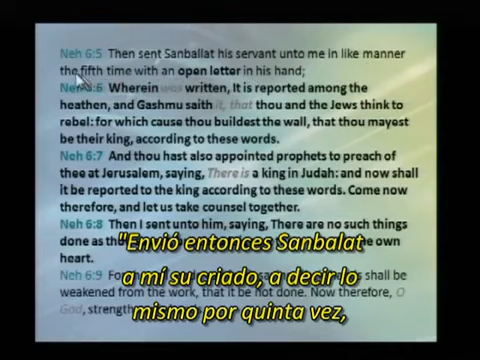 Neh 6:5 Then sent Sanballat his servant unto me in like manner
the fifth time with an open letter in his hand;
Wherein was written, It is reported among the
heathen, and Gashmu saith it, that thou and the Jews think to
rebel: for which cause thou buildest the wall, that thou mayest
be their king, according to these words.
Neh 6:7 And thou hast also appointed prophets to preach of
thee at Jerusalem, saying, There is a king in Judah: and now shall
it be reported to the king according to these words. Come now
therefore, and let us take counsel together.
Neh 6:8 Then I sent unto him, saying, There are no such things
done as own
heart.
Neh 6:9 shall be
weakened from the work, that it be not done. Now therefore, O
God,
"Envió entonces Sanbalat
a mí su criado, a decir lo
mismo por quinta vez,